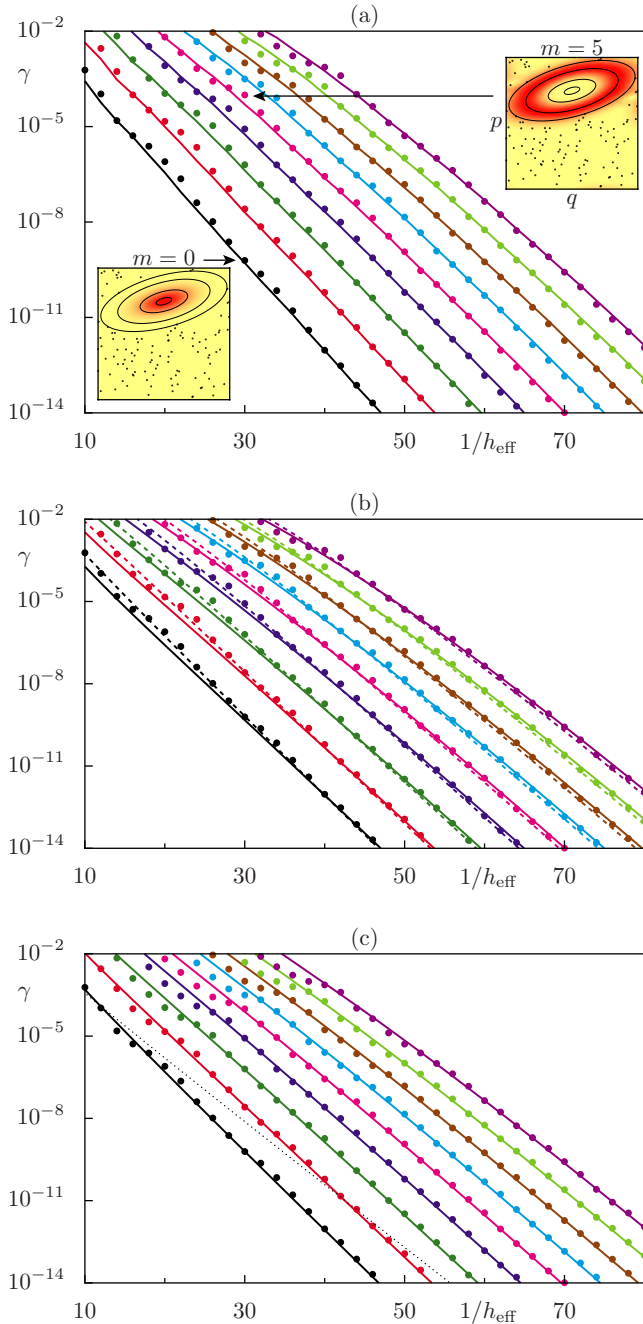 (a)
10⁻²
γ
10⁻⁵
10⁻⁸
10⁻¹¹
10⁻¹⁴
m = 5
p
q
m = 0
10 30 50 1/h_eff 70
(b)
10⁻²
γ
10⁻⁵
10⁻⁸
10⁻¹¹
10⁻¹⁴
10 30 50 1/h_eff 70
(c)
10⁻²
γ
10⁻⁵
10⁻⁸
10⁻¹¹
10⁻¹⁴
10 30 50 1/h_eff 70